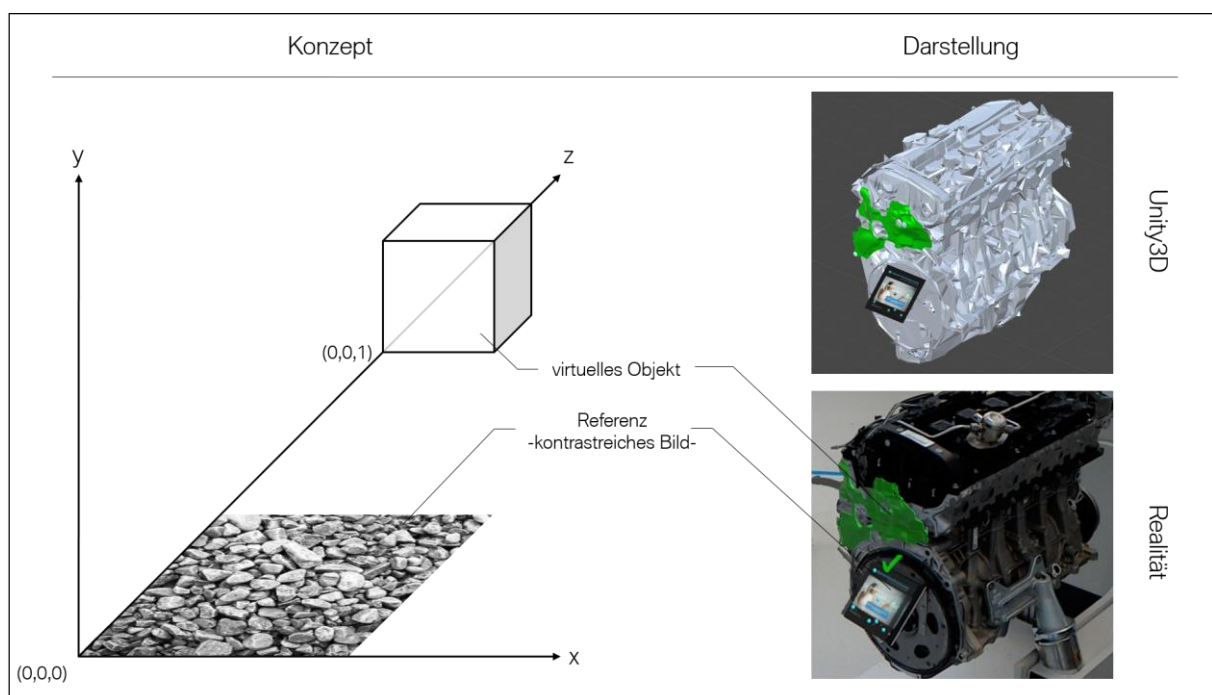 Konzept
Darstellung
y
z
(0,0,1)
virtuelles Objekt
Referenz
-kontrastreiches Bild-
x
(0,0,0)
Unity3D
Realität